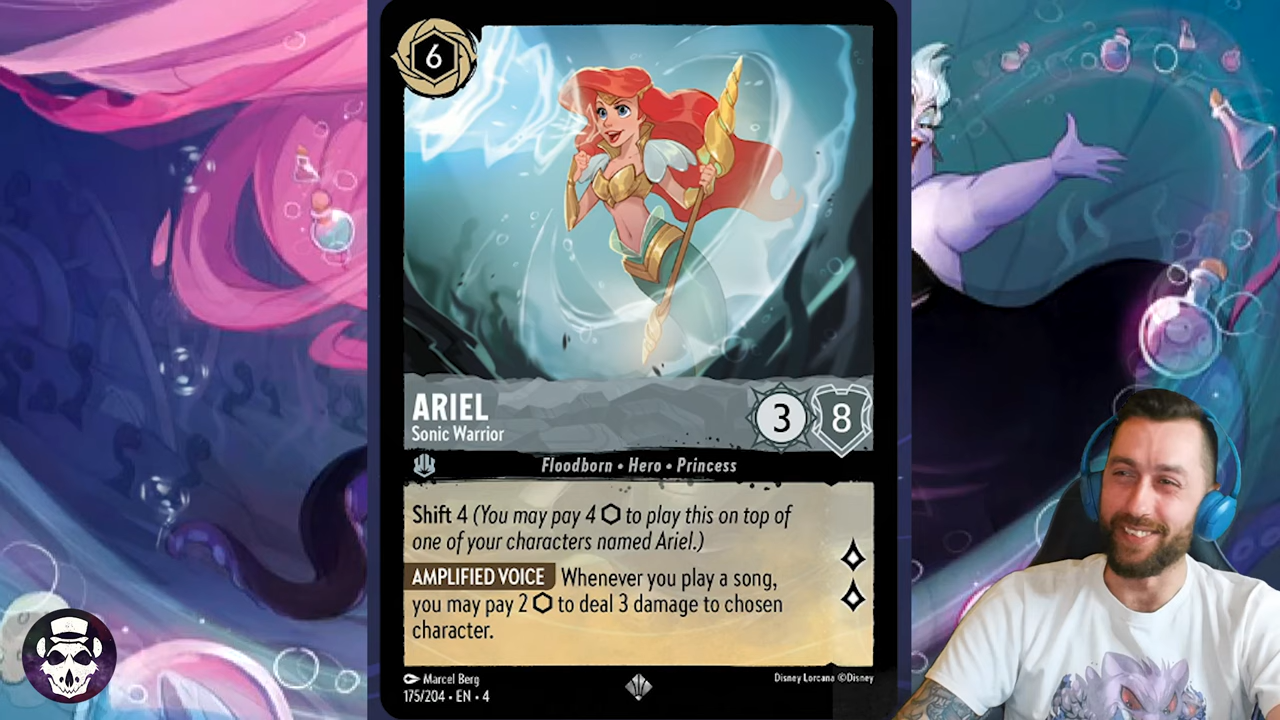 6
ARIEL
Sonic Warrior
3
8
Floodborn • Hero • Princess
Shift 4 (You may pay 4 ⬡ to play this on top of
one of your characters named Ariel.)
AMPLIFIED VOICE Whenever you play a song,
you may pay 2 ⬡ to deal 3 damage to chosen
character.
Marcel Berg
175/204 • EN • 4
Disney Lorcana ©Disney